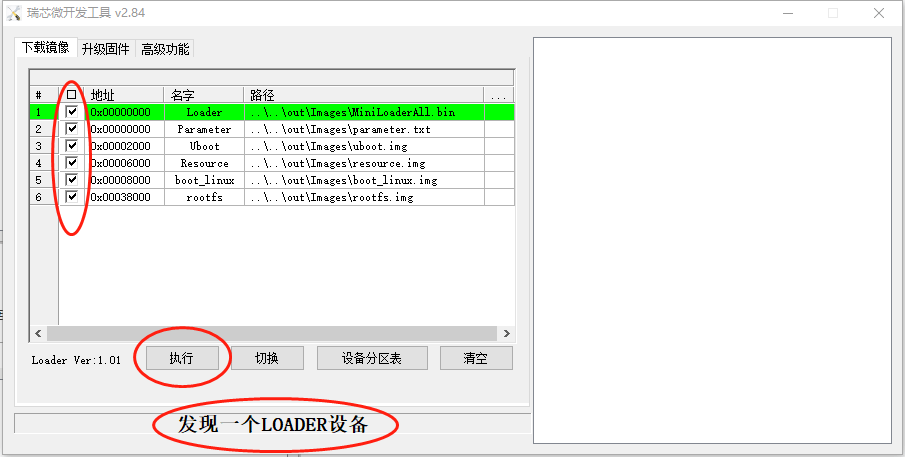 瑞芯微开发工具 v2.84
下载镜像 升级固件 高级功能
# 地址 名字 路径 ...
1 0x00000000 Loader ..\..\out\Images\MiniLoaderAll.bin
2 0x00000000 Parameter ..\..\out\Images\parameter.txt
3 0x00002000 Uboot ..\..\out\Images\uboot.img
4 0x00006000 Resource ..\..\out\Images\resource.img
5 0x00008000 boot_linux ..\..\out\Images\boot_linux.img
6 0x00038000 rootfs ..\..\out\Images\rootfs.img
Loader Ver:1.01 执行 切换 设备分区表 清空
发现一个LOADER设备